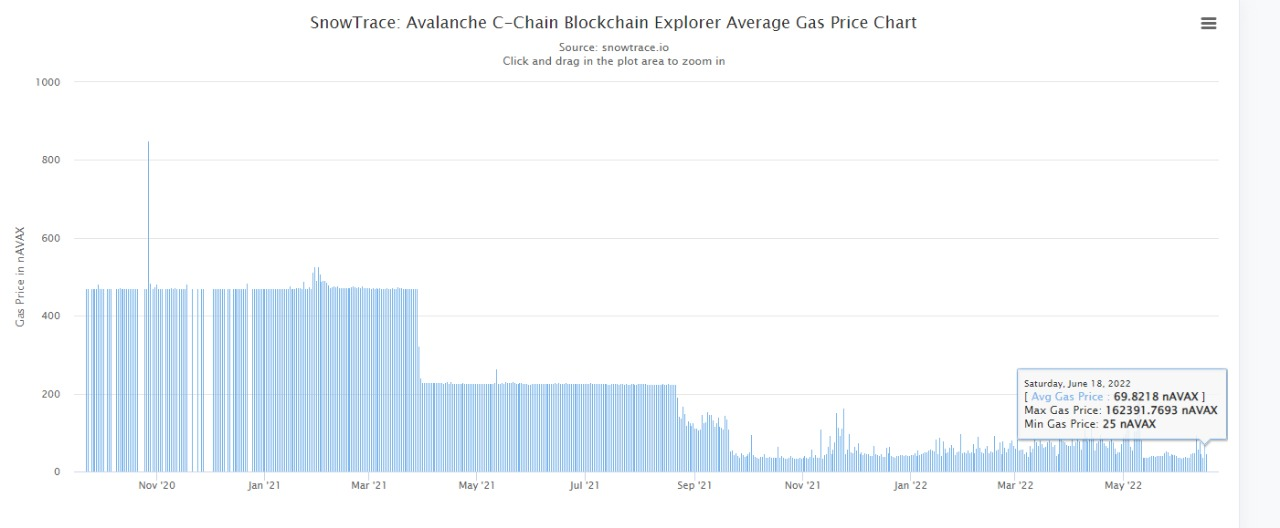 SnowTrace: Avalanche C-Chain Blockchain Explorer Average Gas Price Chart
Source: snowtrace.io
Click and drag in the plot area to zoom in
Gas Price in nAVAX
1000
800
600
400
200
0
Saturday, June 18, 2022
[ Avg Gas Price : 69.8218 nAVAX ]
Max Gas Price: 162391.7693 nAVAX
Min Gas Price: 25 nAVAX
Nov '20
Jan '21
Mar '21
May '21
Jul '21
Sep '21
Nov '21
Jan '22
Mar '22
May '22